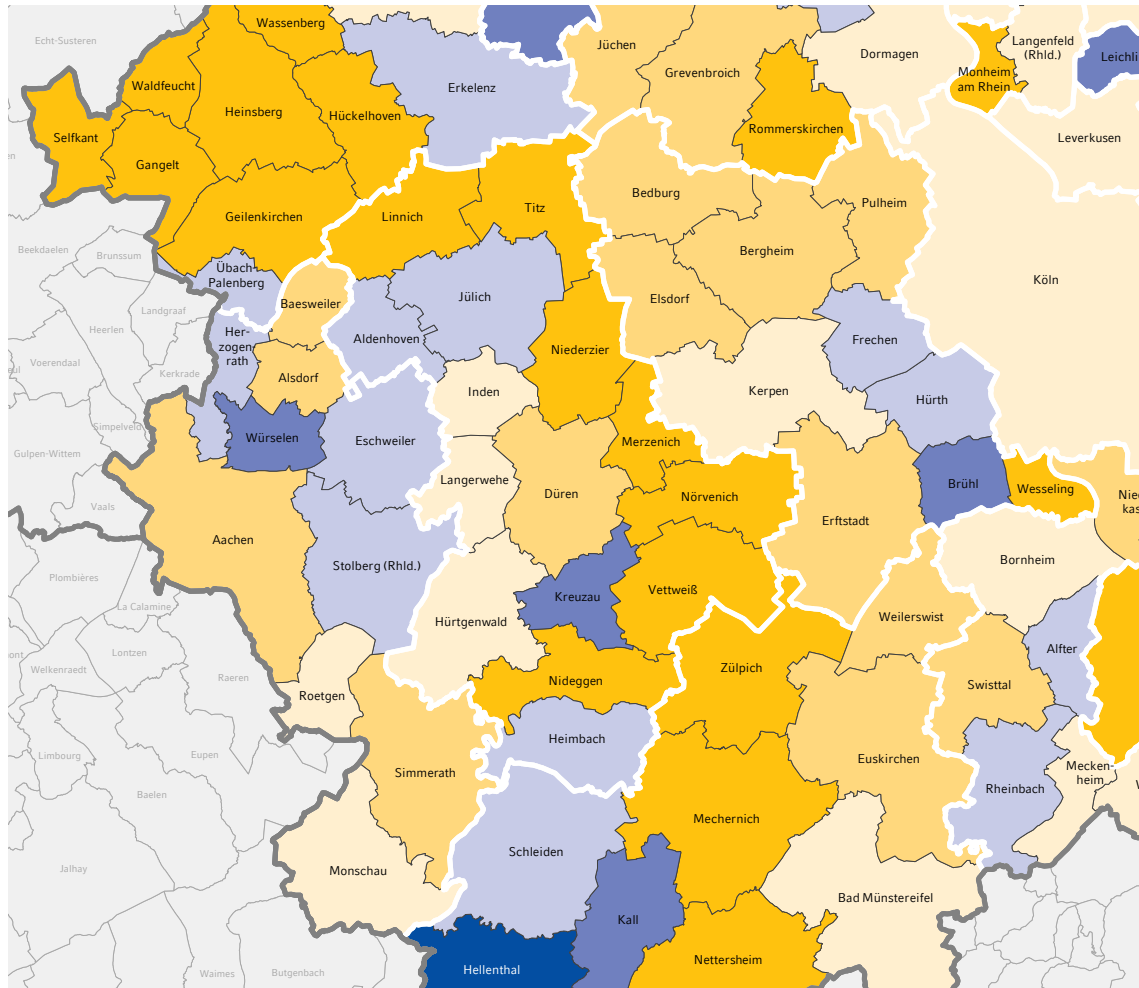 Echt-Susteren
Wassenberg
Jüchen
Grevenbroich
Dormagen
Langenfeld
(Rhld.)
Leichli
Monheim
am Rhein
Waldfeucht
Heinsberg
Hückelhoven
Erkelenz
Rommerskirchen
Leverkusen
Selfkant
Gangelt
Bedburg
Pulheim
Geilenkirchen
Linnich
Titz
Bergheim
Beekdaelen
Brunssum
Übach-
Palenberg
Baesweiler
Jülich
Elsdorf
Köln
Landgraaf
Heerlen
Her-
zogen-
rath
Aldenhoven
Niederzier
Frechen
Voerendaal
Kerkrade
Alsdorf
Inden
Kerpen
Hürth
Simpelveld
Gulpen-Wittem
Würselen
Eschweiler
Merzenich
Langerwehe
Düren
Nörvenich
Brühl
Wesseling
Nied
kas
Vaals
Aachen
Erftstadt
Bornheim
Plombières
Stolberg (Rhld.)
Kreuzau
Vettweiß
La Calamine
Hürtgenwald
Weilerswist
Alfter
Lontzen
Welkenraedt
Raeren
Roetgen
Nideggen
Zülpich
Swisttal
Limbourg
Eupen
Heimbach
Simmerath
Euskirchen
Rheinbach
Mecken-
heim
Baelen
Mechernich
Schleiden
Jalhay
Monschau
Bad Münstereifel
Kall
Waimes
Butgenbach
Hellenthal
Nettersheim